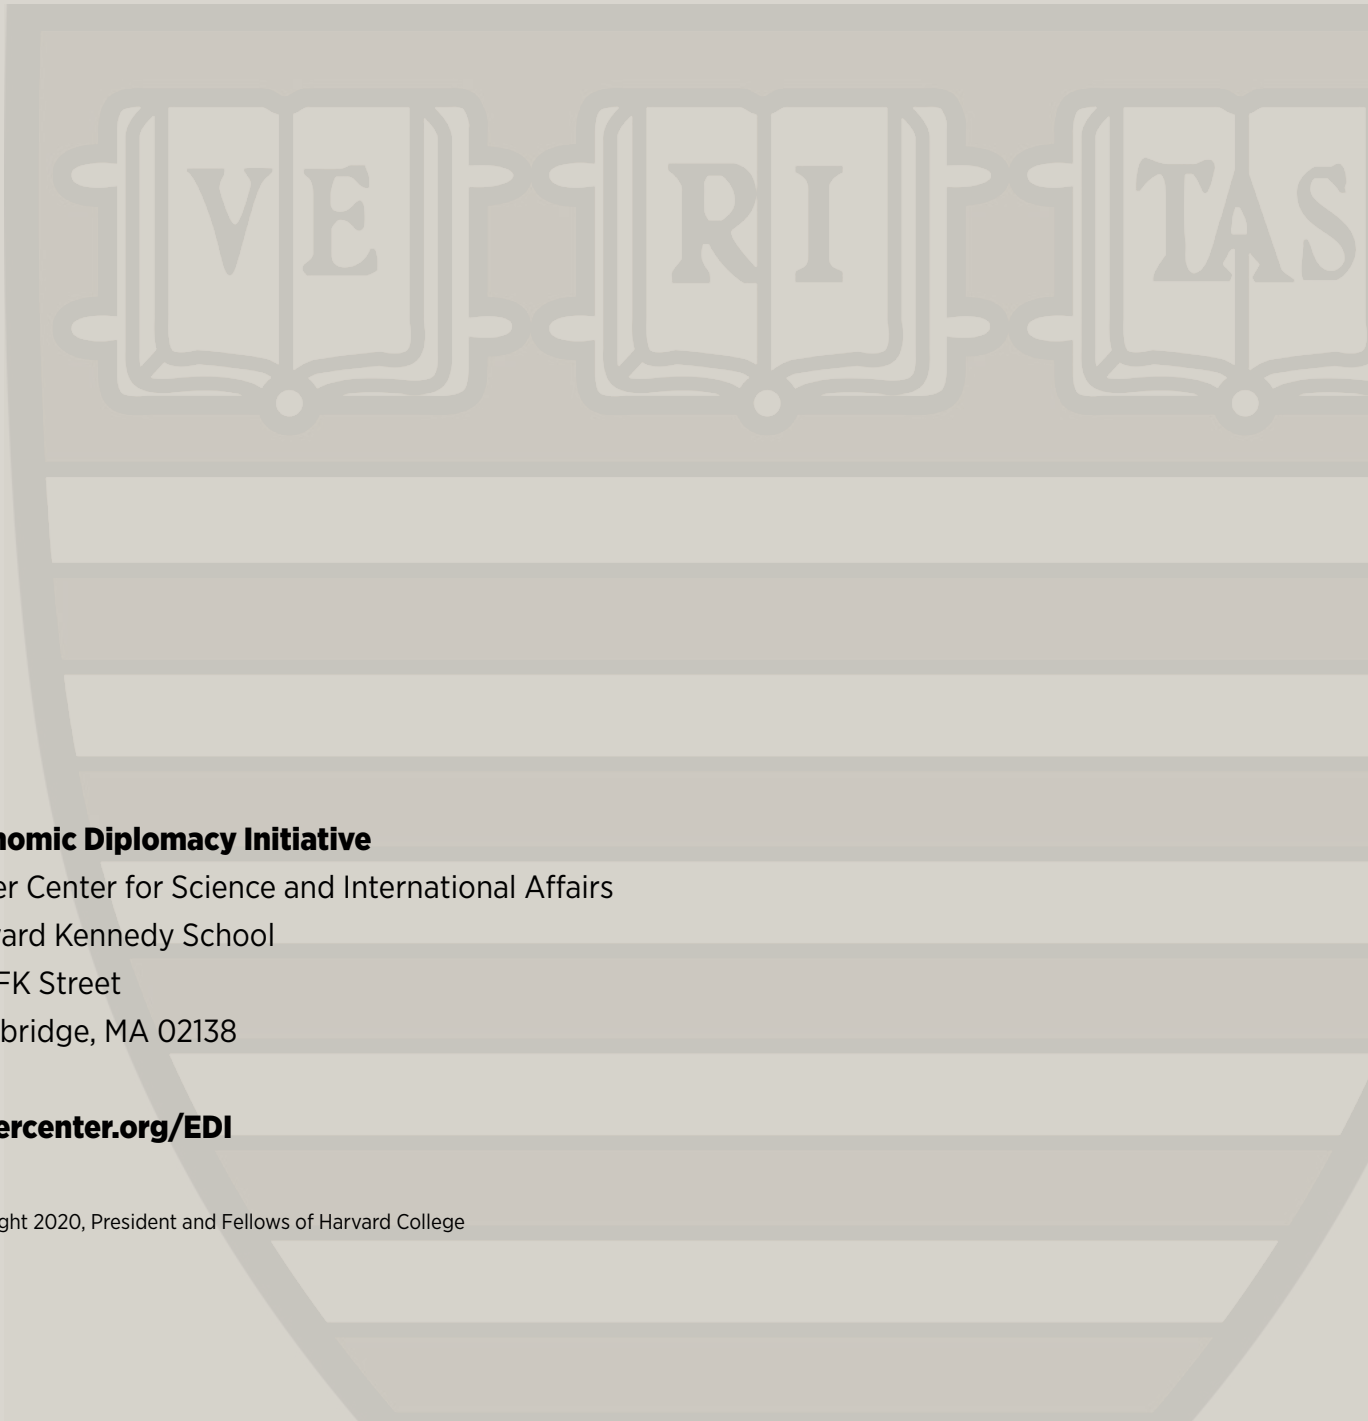 VE RI TAS
nomic Diplomacy Initiative
er Center for Science and International Affairs
ard Kennedy School
FK Street
bridge, MA 02138
ercenter.org/EDI
ght 2020, President and Fellows of Harvard College